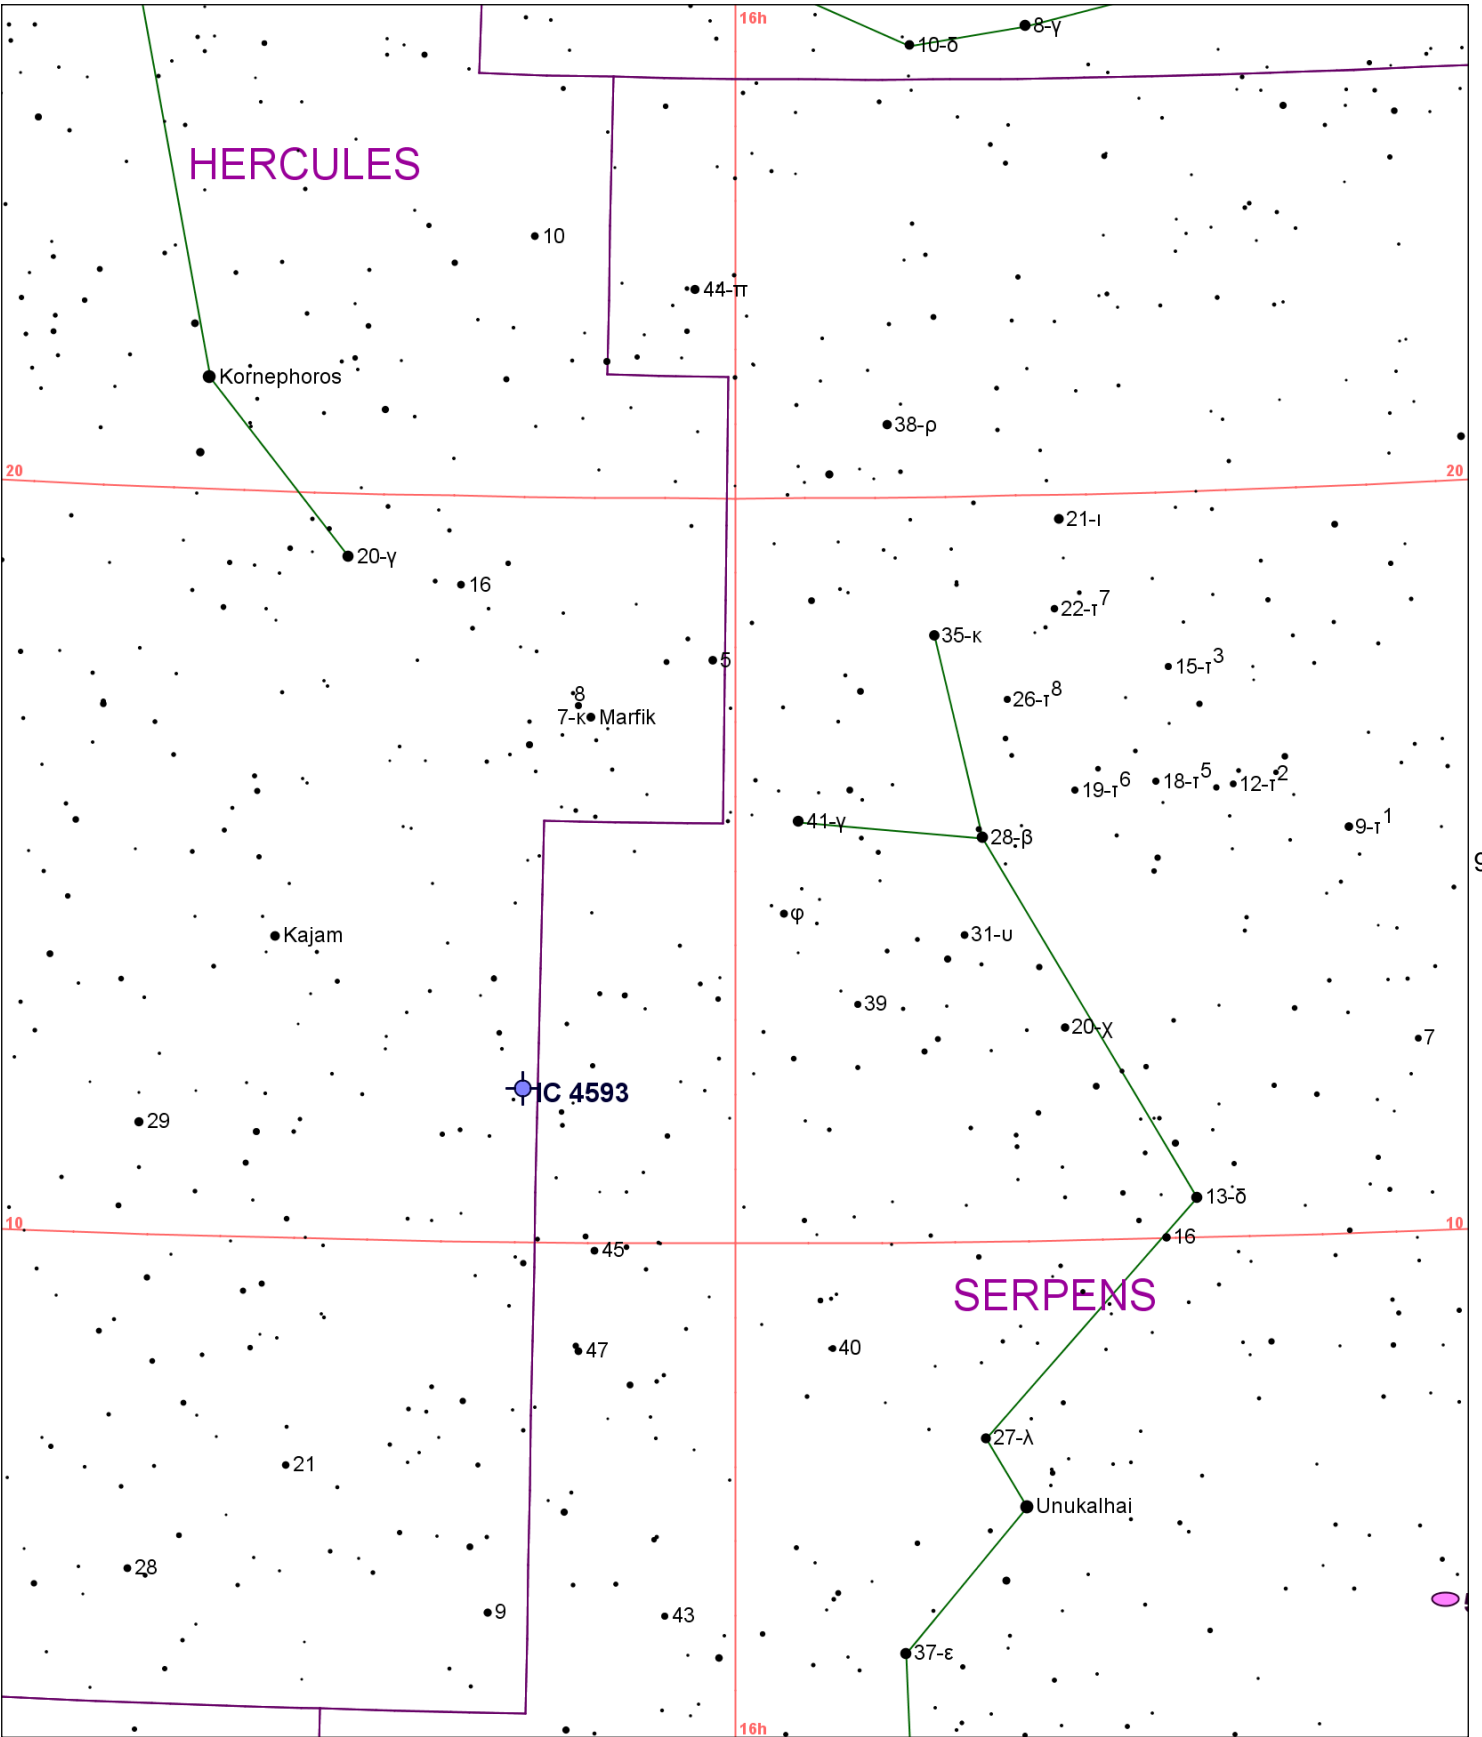 16h
8-γ
10-δ
HERCULES
10
44-π
Kornephoros
38-ρ
20
20
21-ι
20-γ
16
22-τ7
35-κ
5
15-τ3
8
26-τ8
7-κ
Marfik
19-τ6
18-τ5
12-τ2
41-γ
28-β
9-τ1
φ
Kajam
31-υ
39
20-χ
7
IC 4593
29
13-δ
10
10
16
45
SERPENS
47
40
27-λ
21
Unukalhai
28
9
43
37-ε
16h